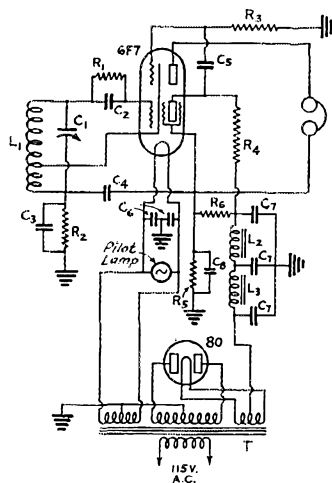 6F7
R3
R1
C5
C2
L1
C1
R4
C4
C3
R2
C6
R6
C7
Pilot
Lamp
L2
C7
C8
R5
L3
C7
80
T
115V.
A.C.